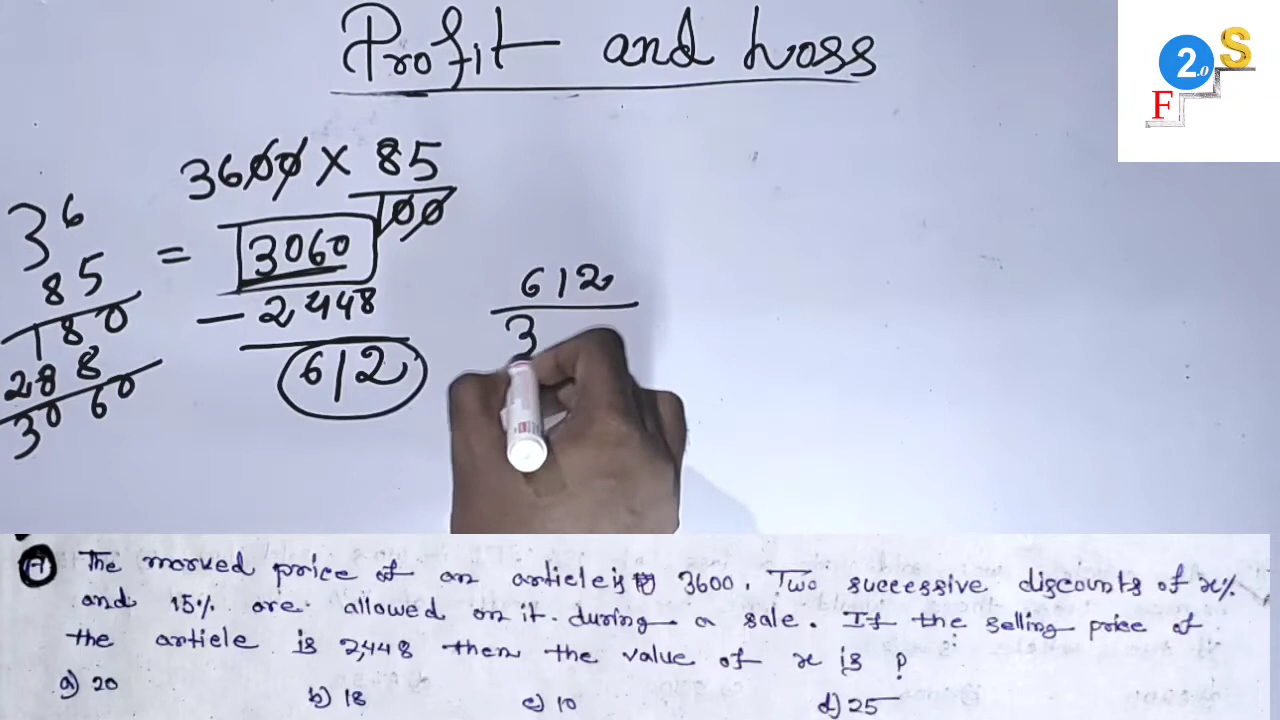 Profit and Loss
2.0
F S
3600 × 85
100
36
85
180
288
3060
= 3060
- 2448
612
612
3
17 The marked price of an article is ₹ 3600. Two successive discounts of x%
and 15% are allowed on it during a sale. If the selling price of
the article is 2,448 then the value of x is ?
a) 20 b) 18 c) 10 d) 25